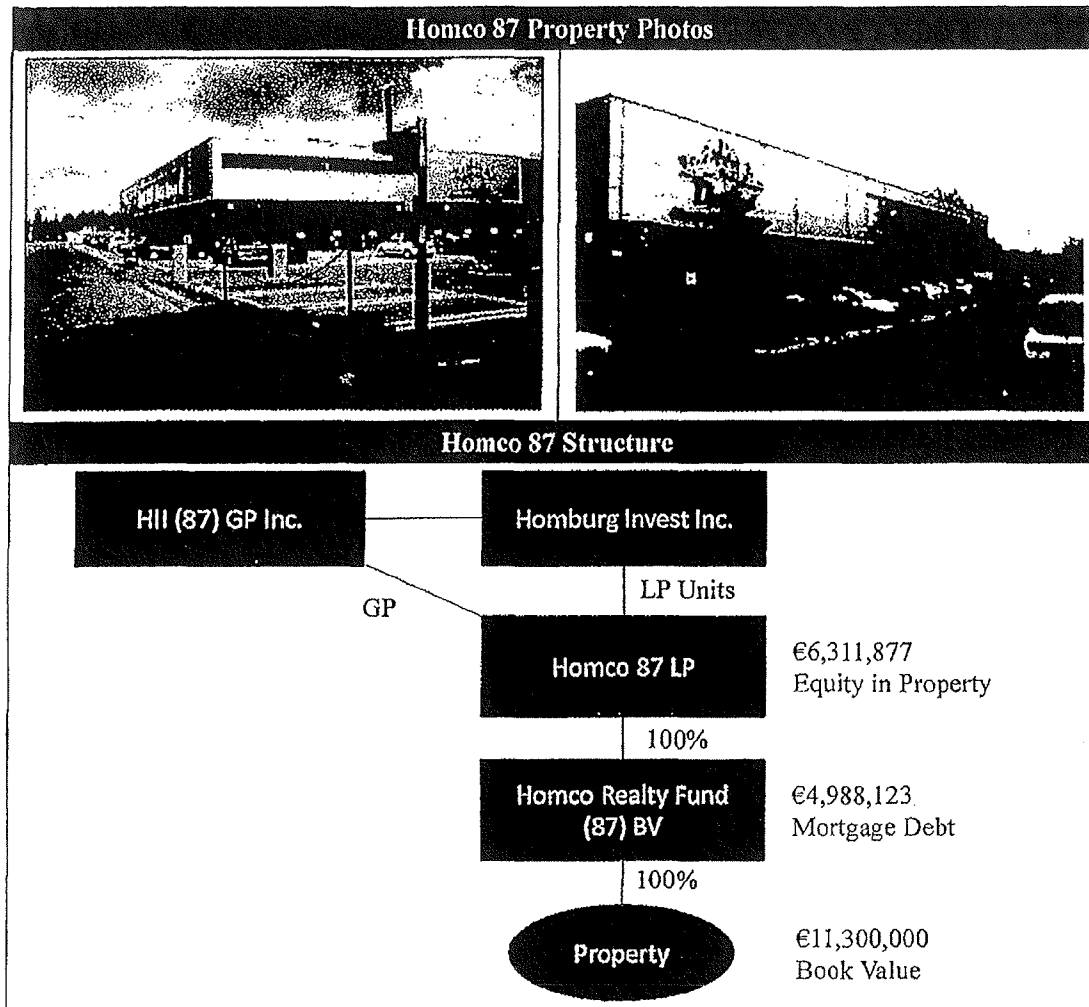 Homco 87 Property Photos
Homco 87 Structure
HII (87) GP Inc.
Homburg Invest Inc.
GP
LP Units
Homco 87 LP
€6,311,877
Equity in Property
100%
Homco Realty Fund
(87) BV
€4,988,123
Mortgage Debt
100%
Property
€11,300,000
Book Value